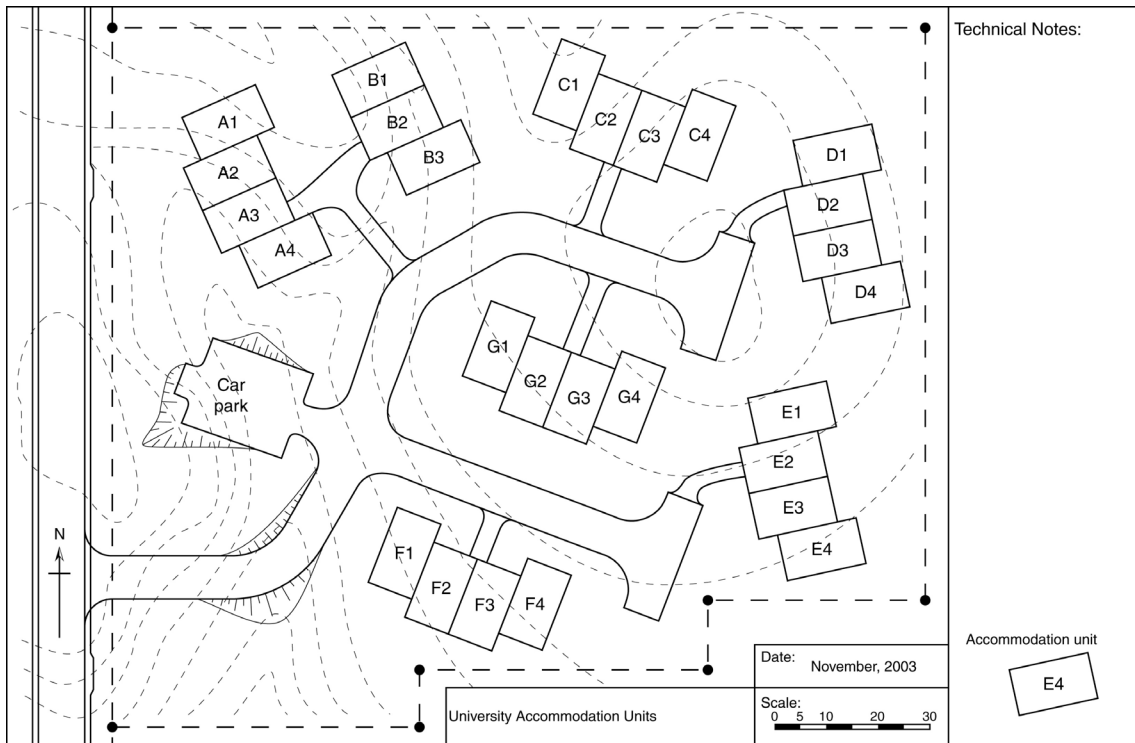 Technical Notes:
A1
A2
A3
A4
B1
B2
B3
C1
C2
C3
C4
D1
D2
D3
D4
G1
G2
G3
G4
Car
park
E1
E2
E3
E4
F1
F2
F3
F4
N
Accommodation unit
E4
Date:
November, 2003
University Accommodation Units
Scale:
0 5 10 20 30